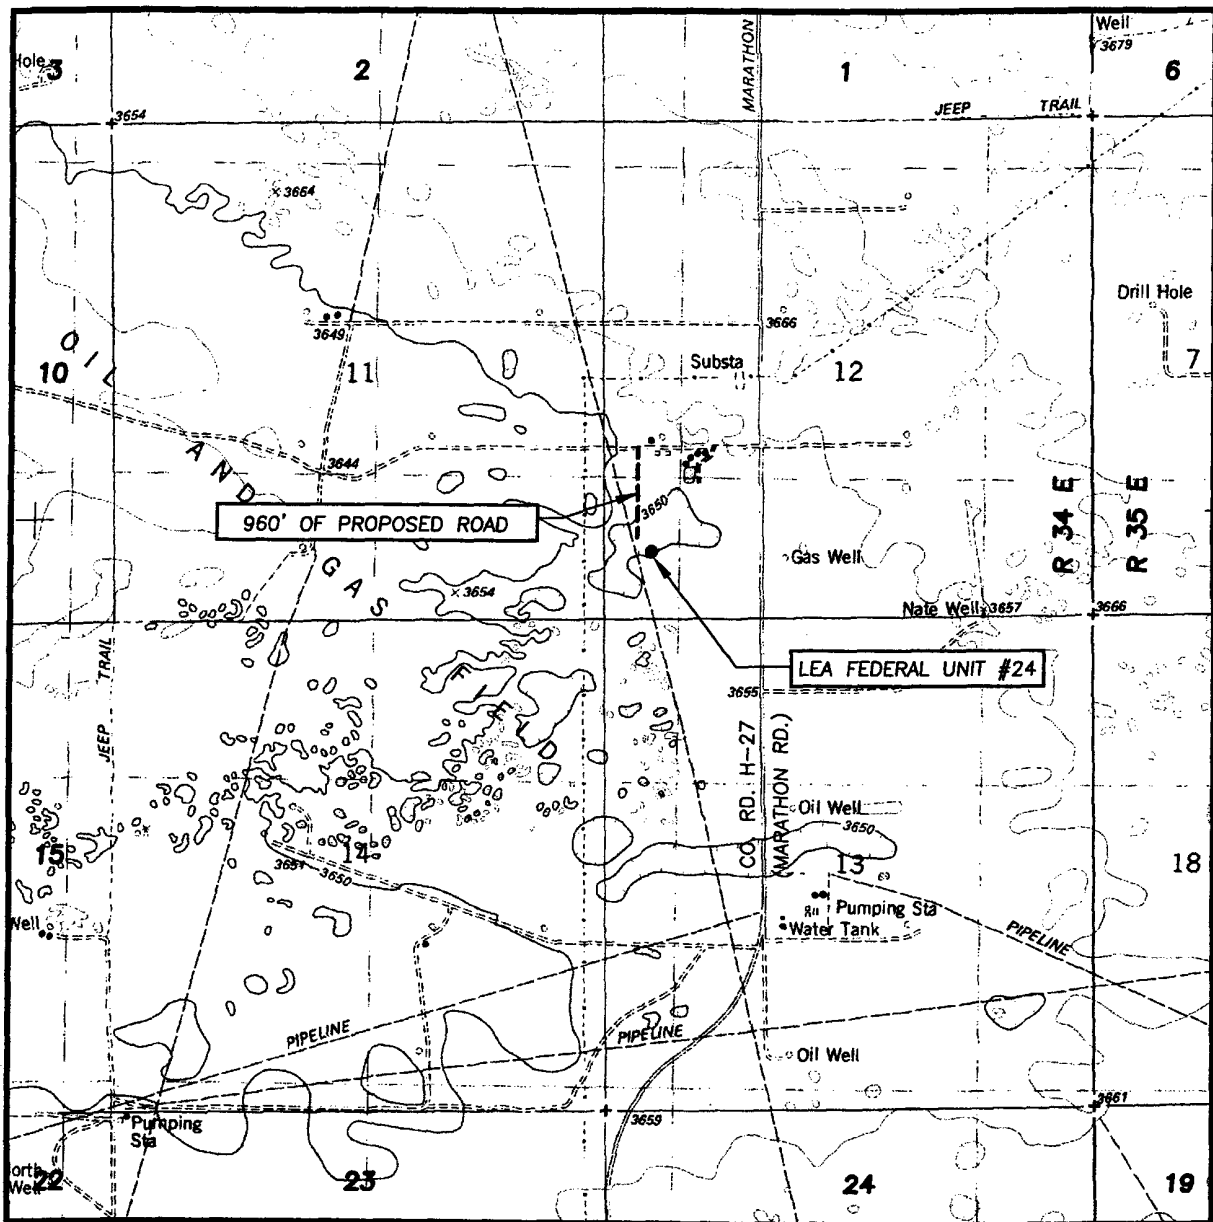 Well
3679
Hole
3
2
MARATHON
1
6
3654
JEEP TRAIL
3664
Drill Hole
3649
3666
OIL AND GAS FIELD
10
11
Substa
12
7
3644
960' OF PROPOSED ROAD
3650
R 34 E
R 35 E
Gas Well
3654
Nate Well
3657
3666
JEEP TRAIL
LEA FEDERAL UNIT #24
3655
CO. RD. H-27
(MARATHON RD.)
Oil Well
3650
15
3651
14
3650
13
18
Well
Pumping Sta
Water Tank
PIPELINE
PIPELINE
PIPELINE
Oil Well
3661
Pumping
Sta
3659
Well
22
23
24
19